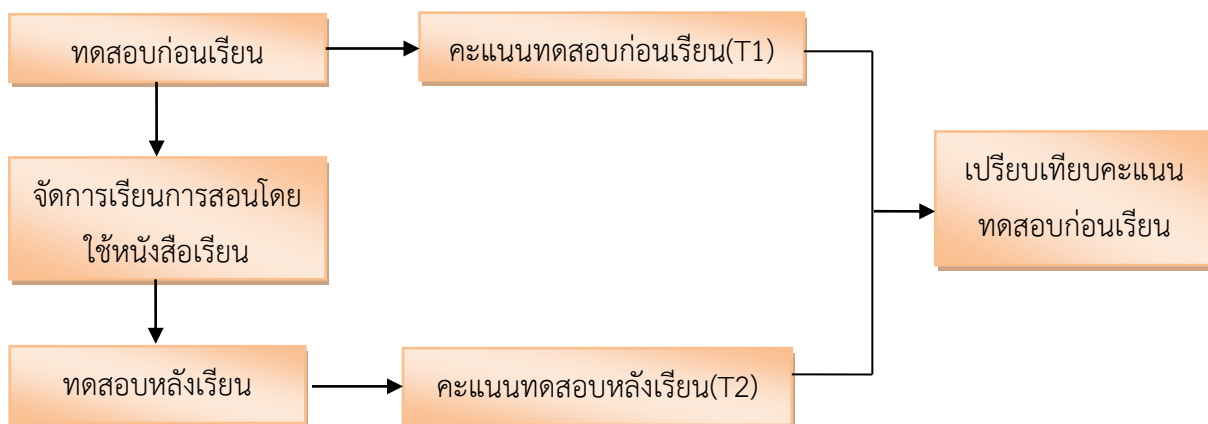 ทดสอบก่อนเรียน
คะแนนทดสอบก่อนเรียน(T1)
จัดการเรียนการสอนโดย
ใช้หนังสือเรียน
เปรียบเทียบคะแนน
ทดสอบก่อนเรียน
ทดสอบหลังเรียน
คะแนนทดสอบหลังเรียน(T2)